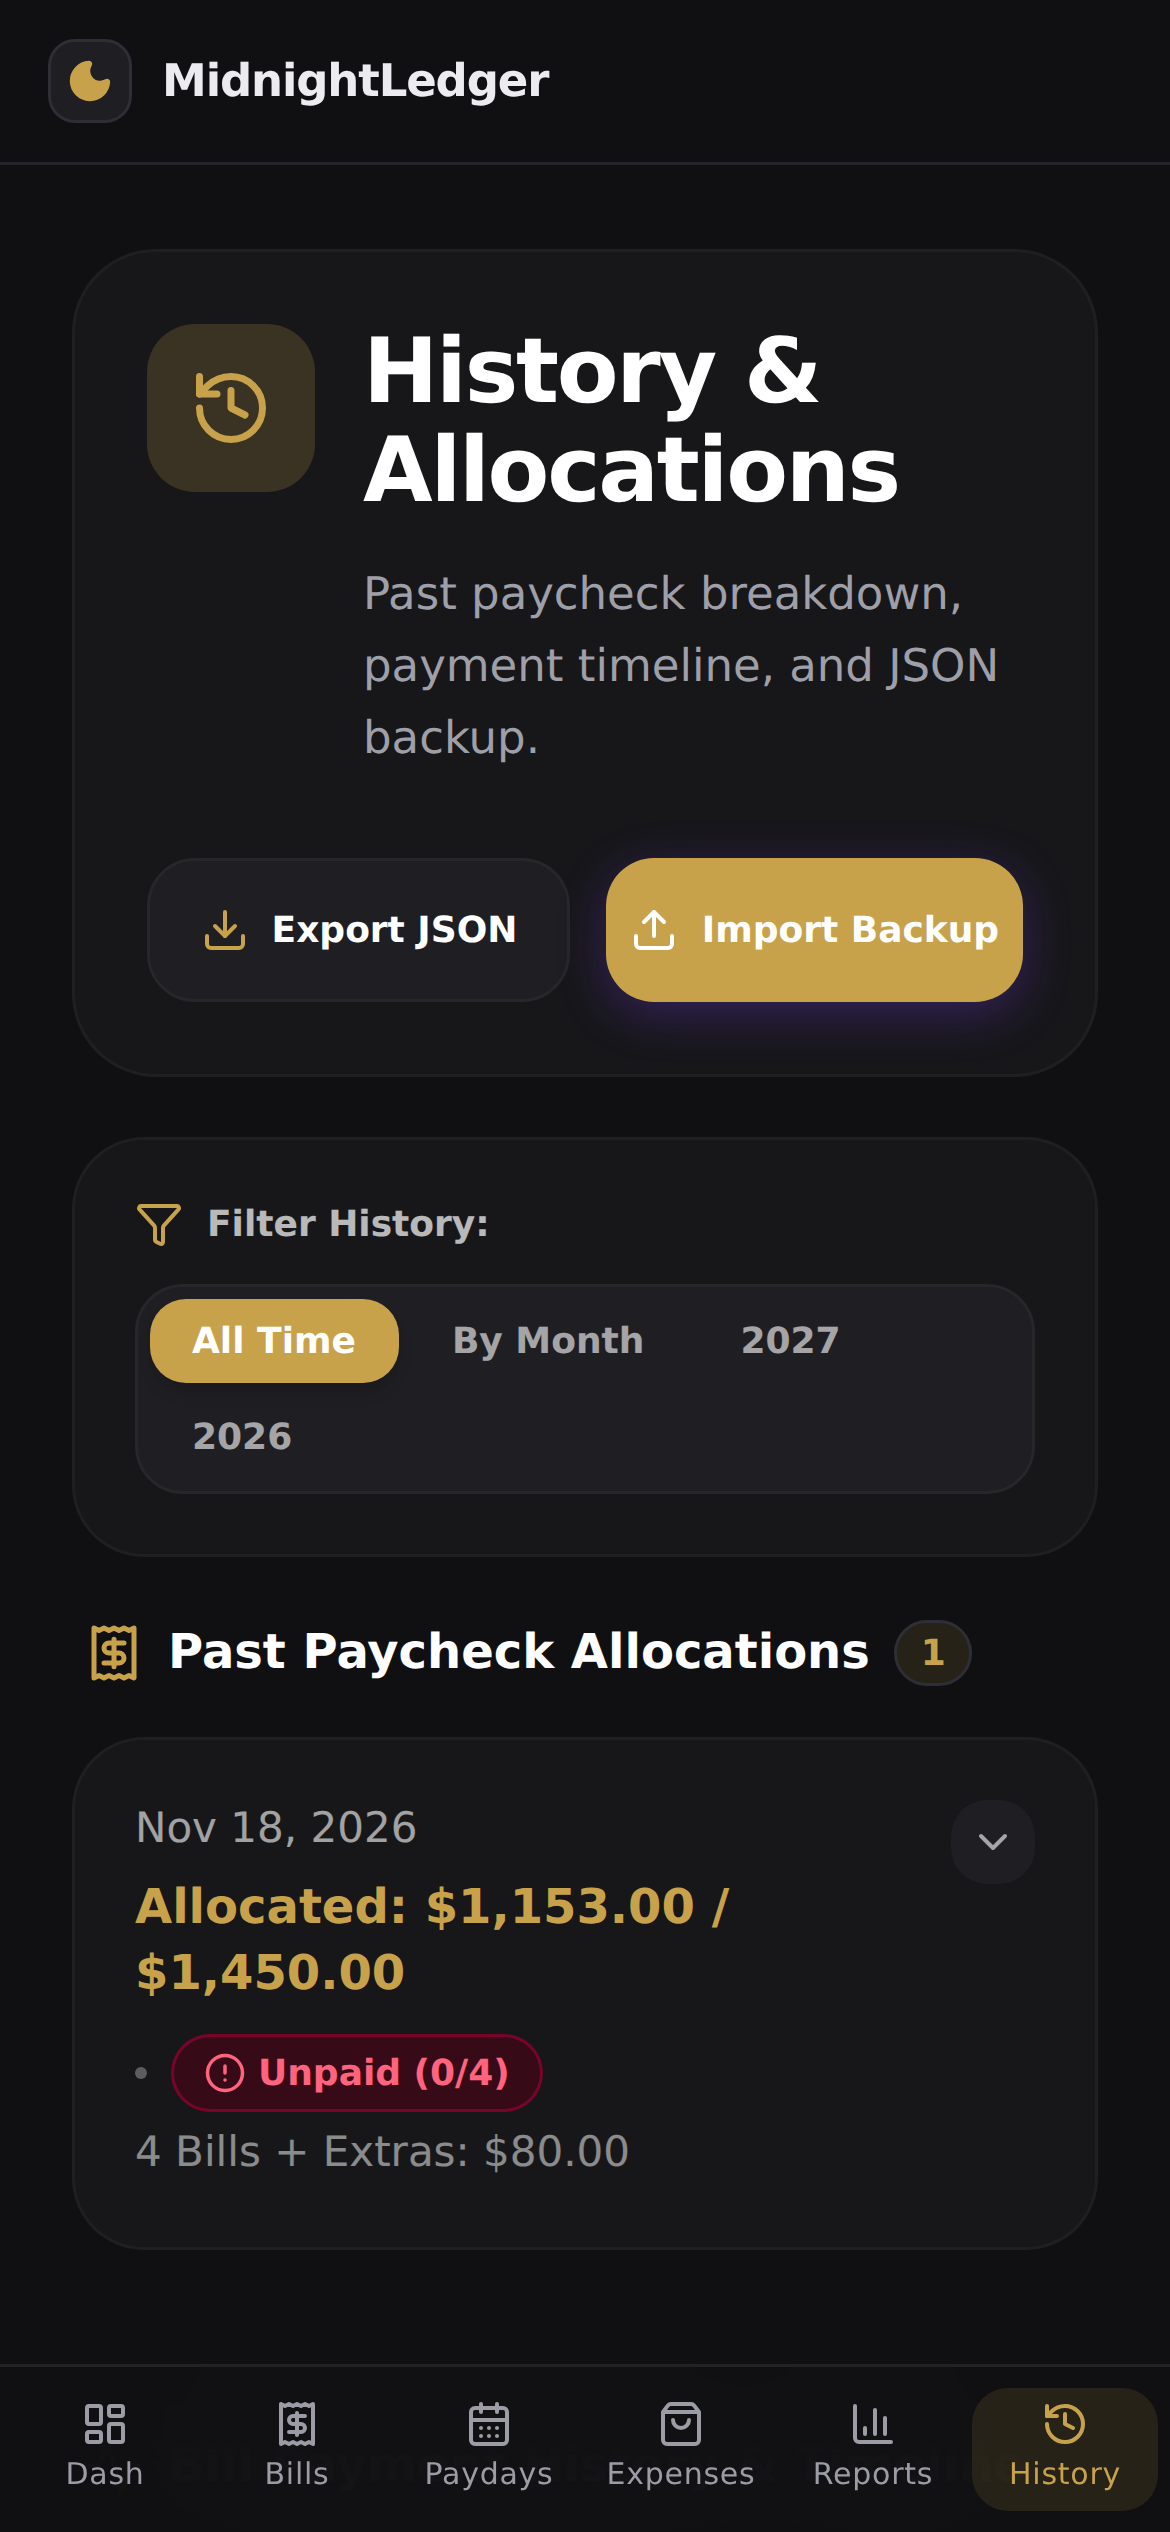 MidnightLedger
History &
Allocations
Past paycheck breakdown,
payment timeline, and JSON
backup.
Export JSON
Import Backup
Filter History:
All Time
By Month
2027
2026
Past Paycheck Allocations 1
Nov 18, 2026
Allocated: $1,153.00 /
$1,450.00
• Unpaid (0/4)
4 Bills + Extras: $80.00
Dash
Bills
Paydays
Expenses
Reports
History